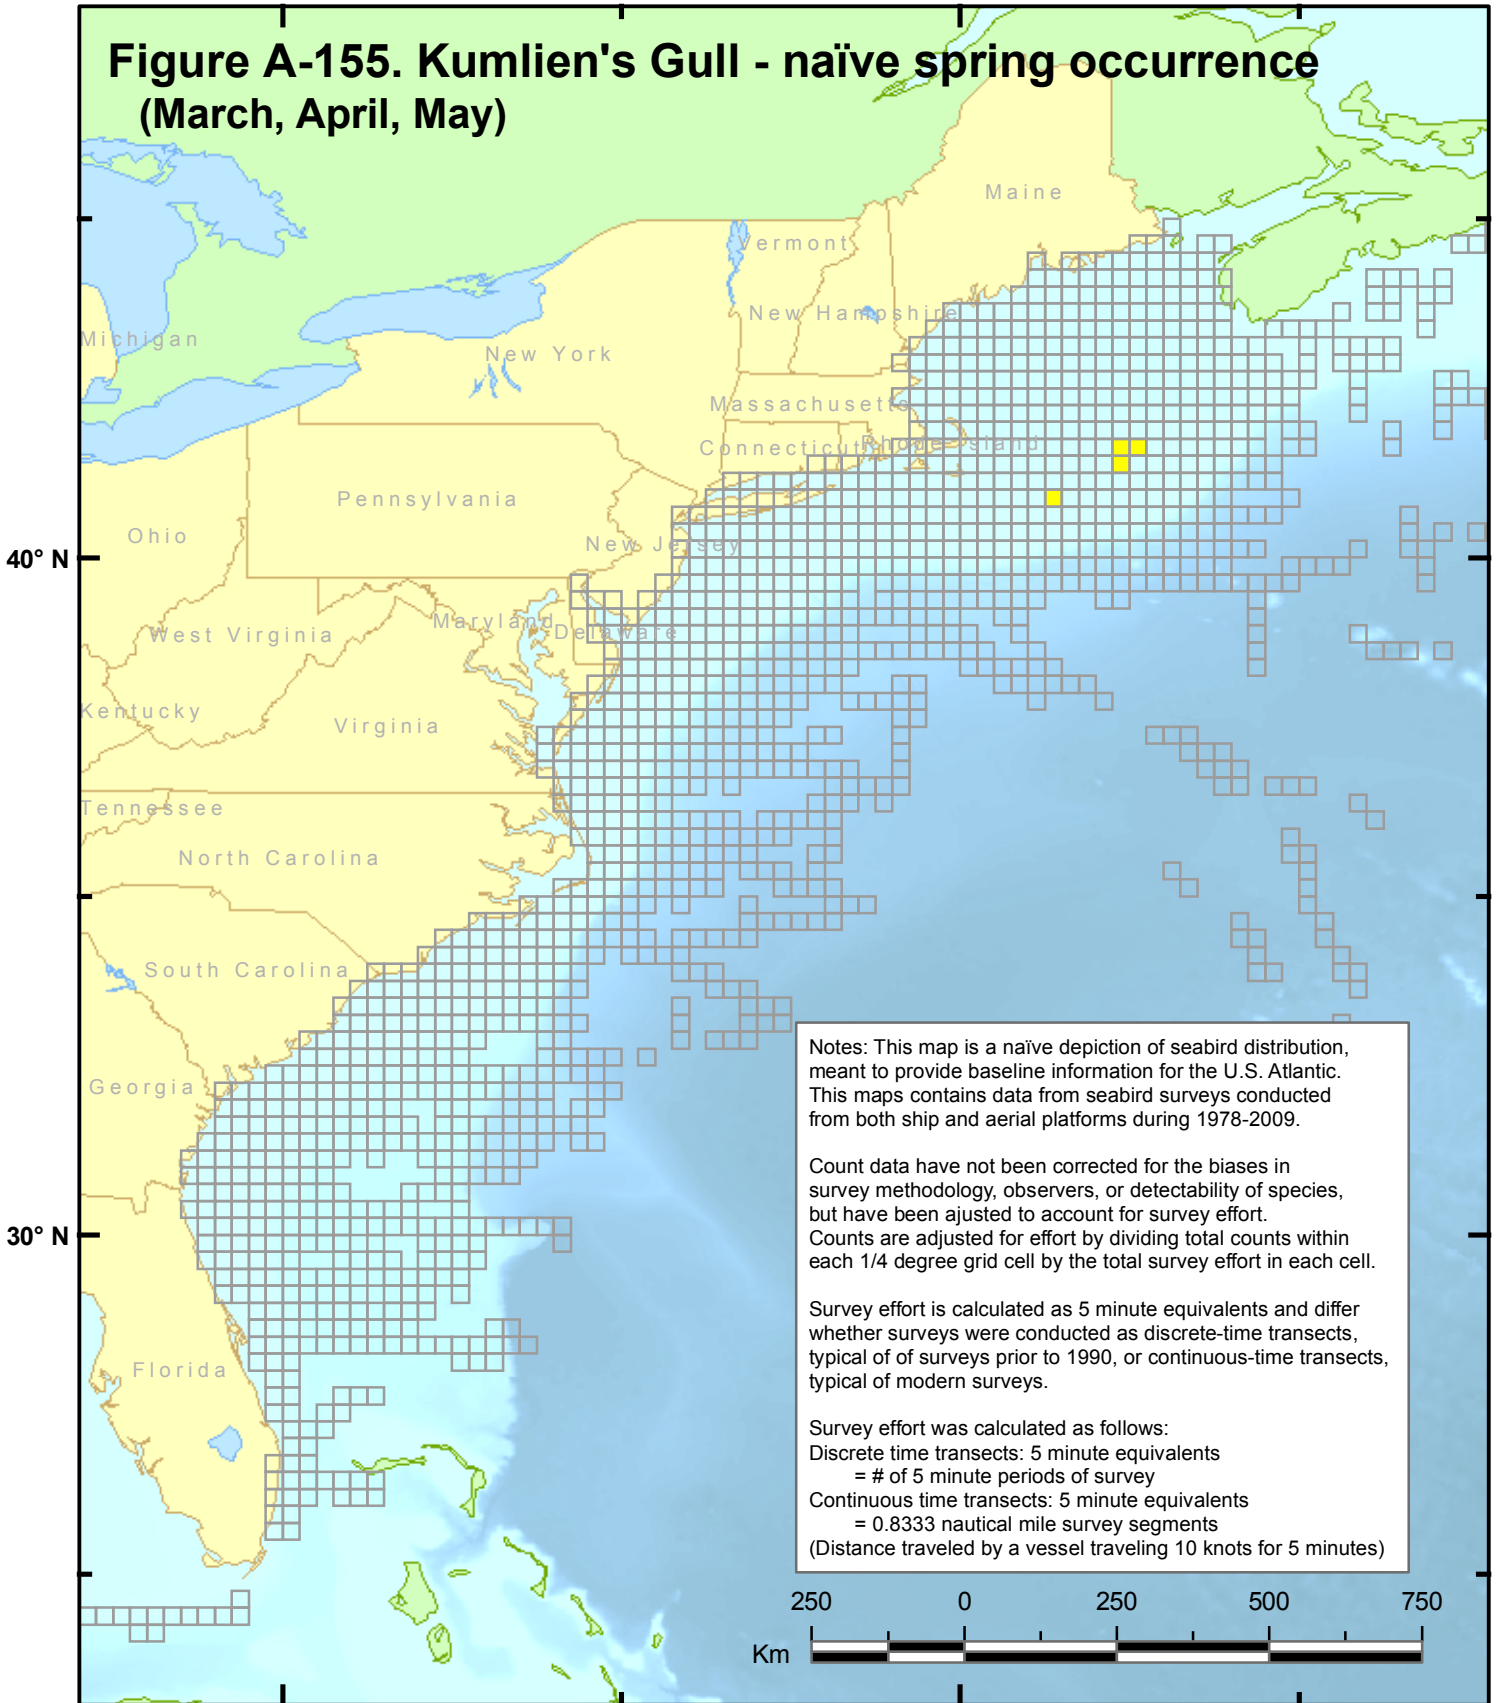 Figure A-155. Kumlien's Gull - naïve spring occurrence
(March, April, May)
Maine
Vermont
New Hampshire
Michigan
New York
Massachusetts
Connecticut
Rhode Island
Pennsylvania
Ohio
New Jersey
40° N
Maryland
Delaware
West Virginia
Kentucky
Virginia
Tennessee
North Carolina
South Carolina
Georgia
30° N
Florida
Notes: This map is a naïve depiction of seabird distribution,
meant to provide baseline information for the U.S. Atlantic.
This maps contains data from seabird surveys conducted
from both ship and aerial platforms during 1978-2009.
Count data have not been corrected for the biases in
survey methodology, observers, or detectability of species,
but have been ajusted to account for survey effort.
Counts are adjusted for effort by dividing total counts within
each 1/4 degree grid cell by the total survey effort in each cell.
Survey effort is calculated as 5 minute equivalents and differ
whether surveys were conducted as discrete-time transects,
typical of of surveys prior to 1990, or continuous-time transects,
typical of modern surveys.
Survey effort was calculated as follows:
Discrete time transects: 5 minute equivalents
= # of 5 minute periods of survey
Continuous time transects: 5 minute equivalents
= 0.8333 nautical mile survey segments
(Distance traveled by a vessel traveling 10 knots for 5 minutes)
250 0 250 500 750
Km